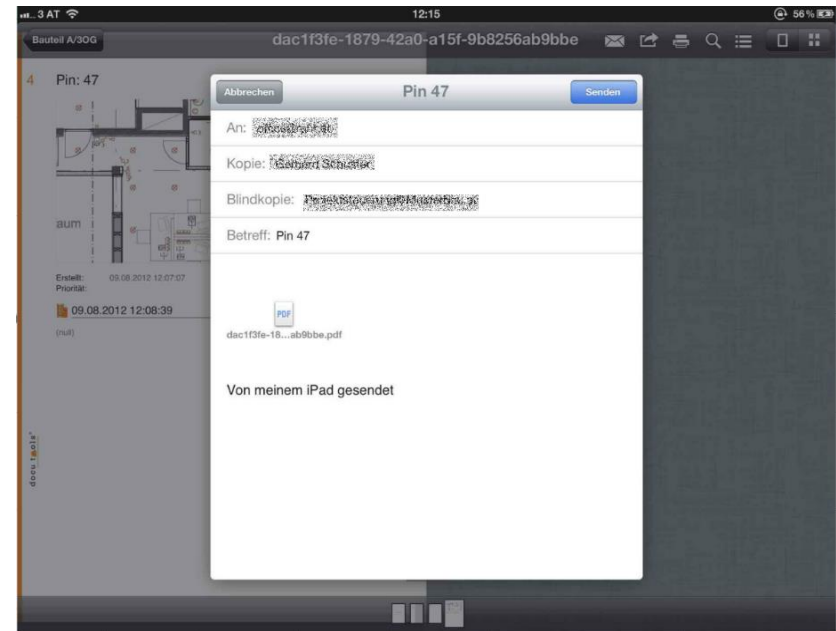 3 AT 12:15 56 %
Bauteil A/3OG dac1f3fe-1879-42a0-a15f-9b8256ab9bbe
4 Pin: 47
aum
Erstellt: 09.08.2012 12:07:07
Priorität:
09.08.2012 12:08:39
(null)
docu tools
Abbrechen Pin 47 Senden
An:
Kopie:
Blindkopie:
Betreff: Pin 47
PDF
dac1f3fe-18...ab9bbe.pdf
Von meinem iPad gesendet